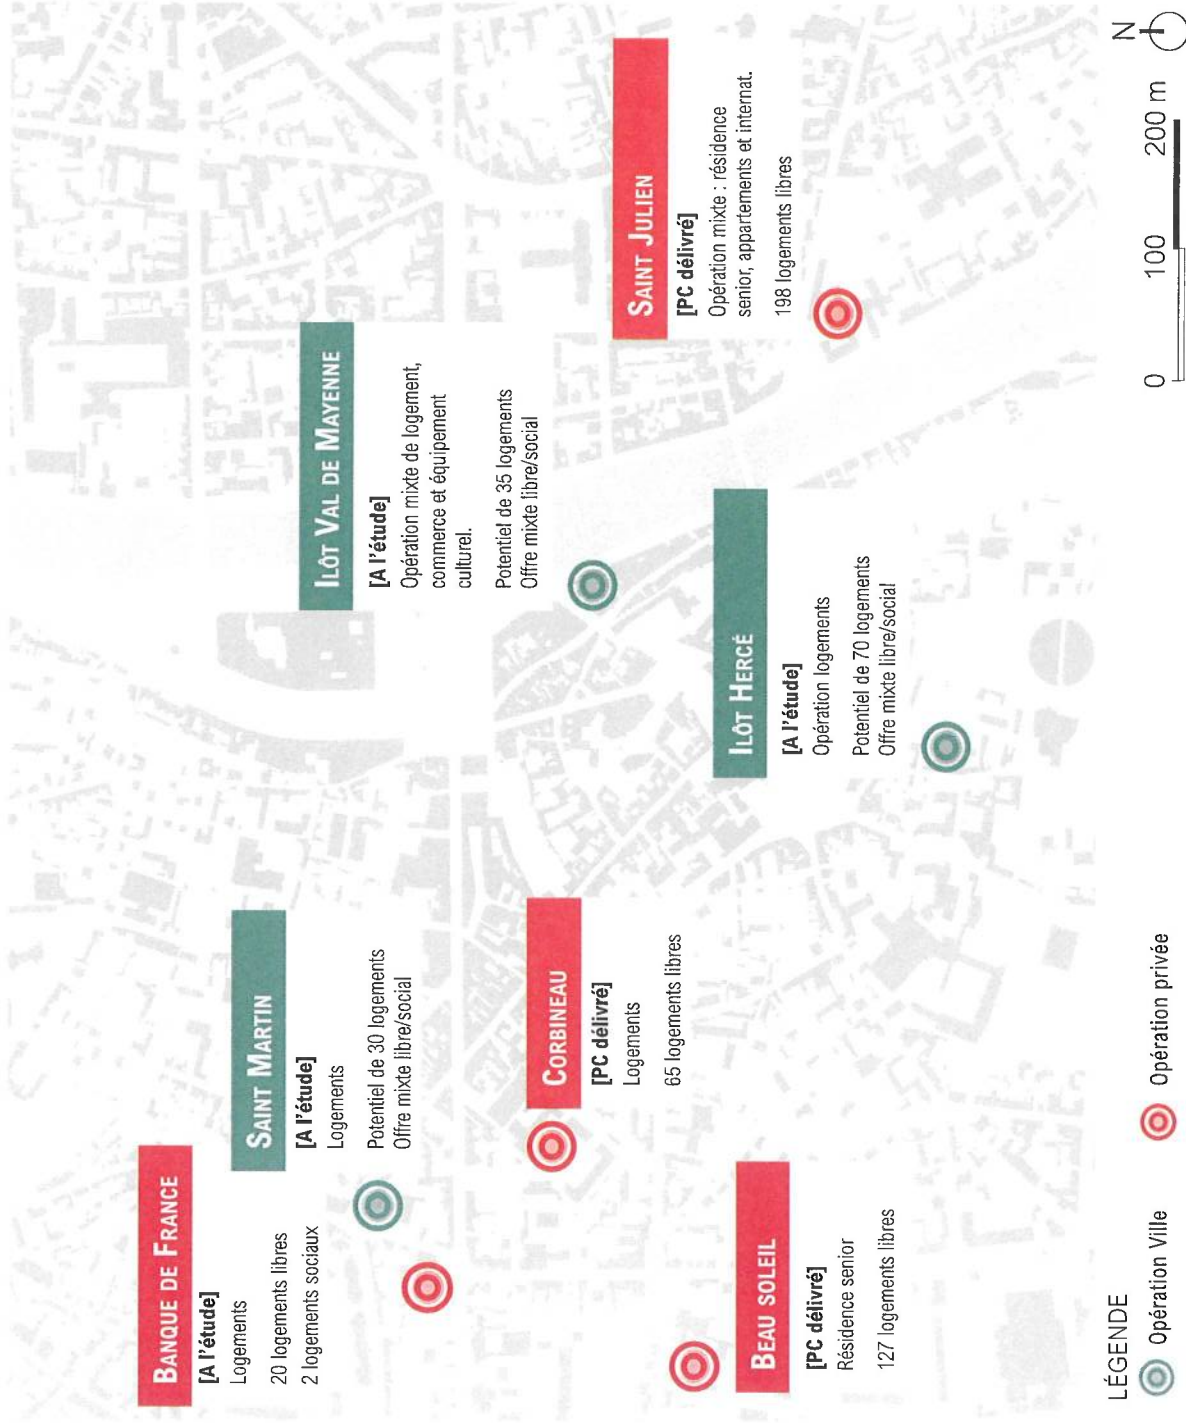 BANQUE DE FRANCE
[A l'étude]
Logements
20 logements libres
2 logements sociaux
SAINT MARTIN
[A l'étude]
Logements
Potentiel de 30 logements
Offre mixte libre/social
ILÔT VAL DE MAYENNE
[A l'étude]
Opération mixte de logement,
commerce et équipement
culturel.
Potentiel de 35 logements
Offre mixte libre/social
CORBINEAU
[PC délivré]
Logements
65 logements libres
SAINT JULIEN
[PC délivré]
Opération mixte : résidence
senior, appartements et internat.
198 logements libres
BEAU SOLEIL
[PC délivré]
Résidence senior
127 logements libres
ILÔT HERCÉ
[A l'étude]
Opération logements
Potentiel de 70 logements
Offre mixte libre/social
LÉGENDE
Opération Ville
Opération privée
0 100 200 m
N